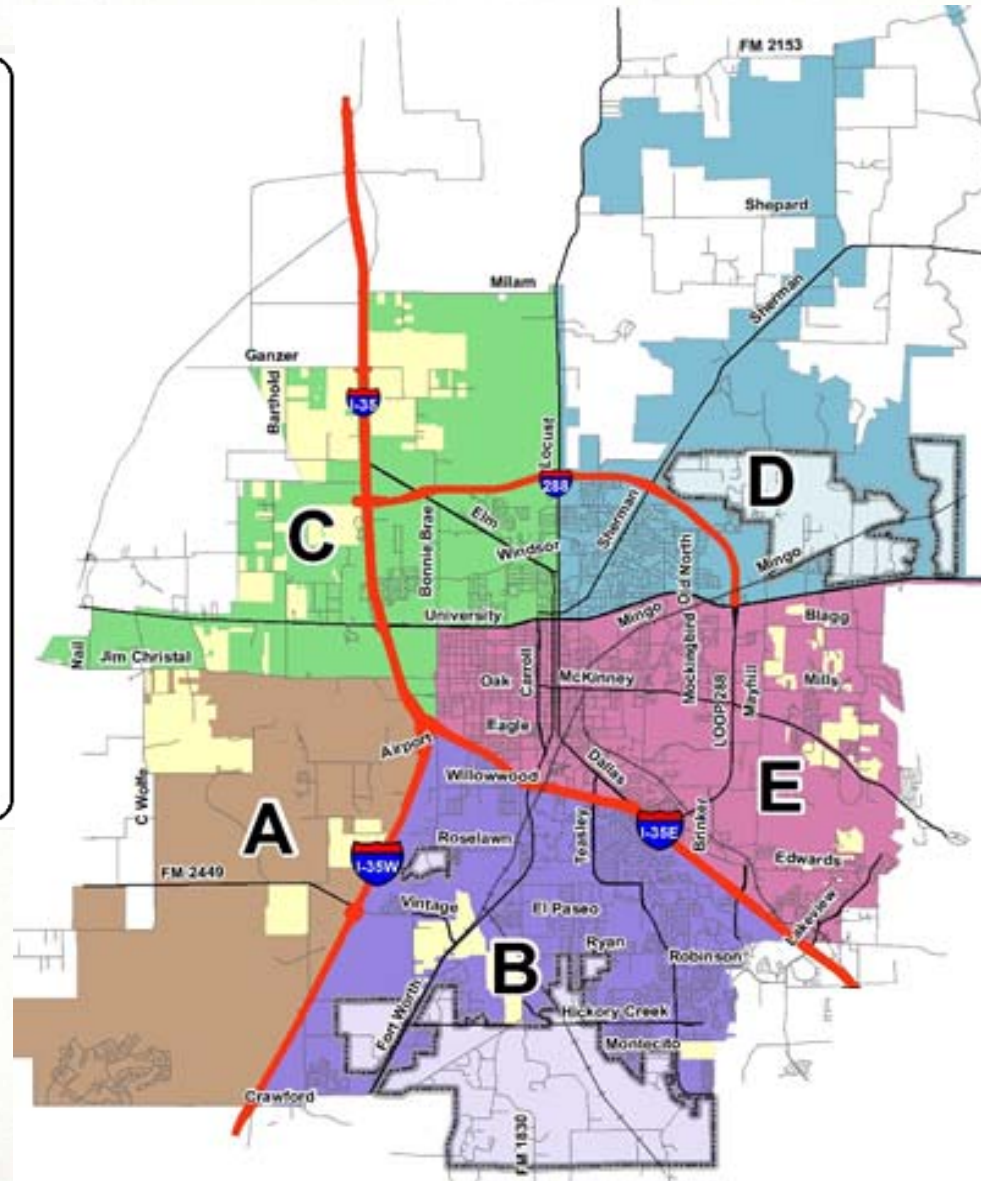 FM 2153
Shepard
Sherman
Milam
Ganzer
Barthold
I-35
Locust
288
D
C
Elm
Sherman
Bonnie Brae
Windsor
Old North
Mingo
University
Mingo
Blagg
Nail
Jim Christal
Oak
Carroll
McKinney
Mockingbird
LOOP 288
Mayhill
Mills
Eagle
Airport
Willowwood
Dallas
C Wolfe
A
E
Roselawn
Teasley
I-35E
Brinker
I-35W
Edwards
FM 2449
Vintage
El Paseo
Lakeview
Ryan
B
Robinson
Fort Worth
Hickory Creek
Montecito
Crawford
FM 1830